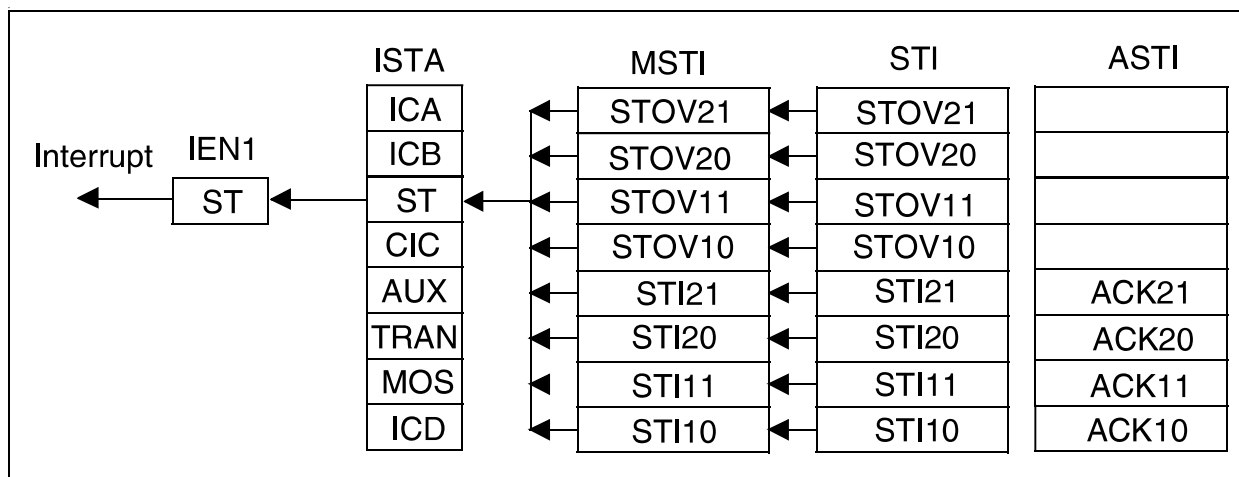 ISTA MSTI STI ASTI
ICA STOV21 STOV21
Interrupt IEN1 ICB STOV20 STOV20
ST ST STOV11 STOV11
CIC STOV10 STOV10
AUX STI21 STI21 ACK21
TRAN STI20 STI20 ACK20
MOS STI11 STI11 ACK11
ICD STI10 STI10 ACK10